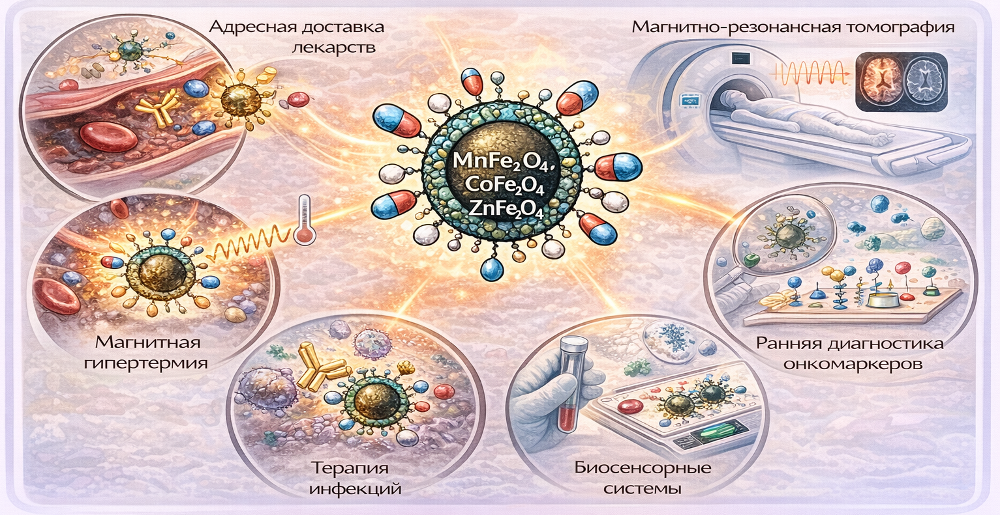 Адресная доставка
лекарств
Магнитно-резонансная томография
MnFe₂O₄,
CoFe₂O₄
ZnFe₂O₄
Магнитная
гипертермия
Ранняя диагностика
онкомаркеров
Терапия
инфекций
Биосенсорные
системы